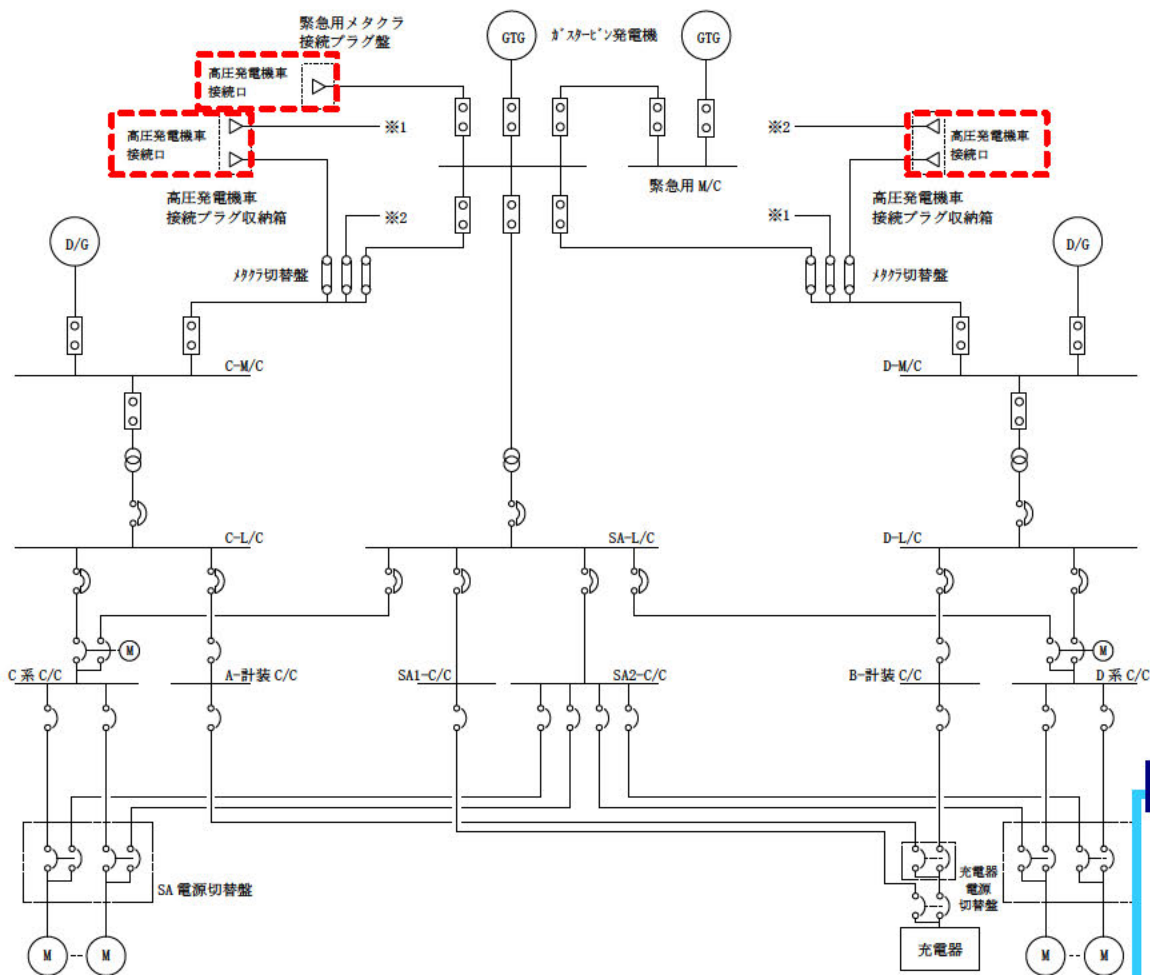 緊急用メタクラ
接続プラグ盤
GTG
ガスタービン発電機
GTG
高圧発電機車
接続口
高圧発電機車
接続口
※1
※2
高圧発電機車
接続口
緊急用 M/C
高圧発電機車
接続プラグ収納箱
高圧発電機車
接続プラグ収納箱
※2
※1
D/G
D/G
メタクラ切替盤
メタクラ切替盤
C-M/C
D-M/C
C-L/C
SA-L/C
D-L/C
M
M
C 系 C/C
A-計装 C/C
SA1-C/C
SA2-C/C
B-計装 C/C
D 系 C/C
SA 電源切替盤
充電器
電源
切替盤
M
M
充電器
M
M